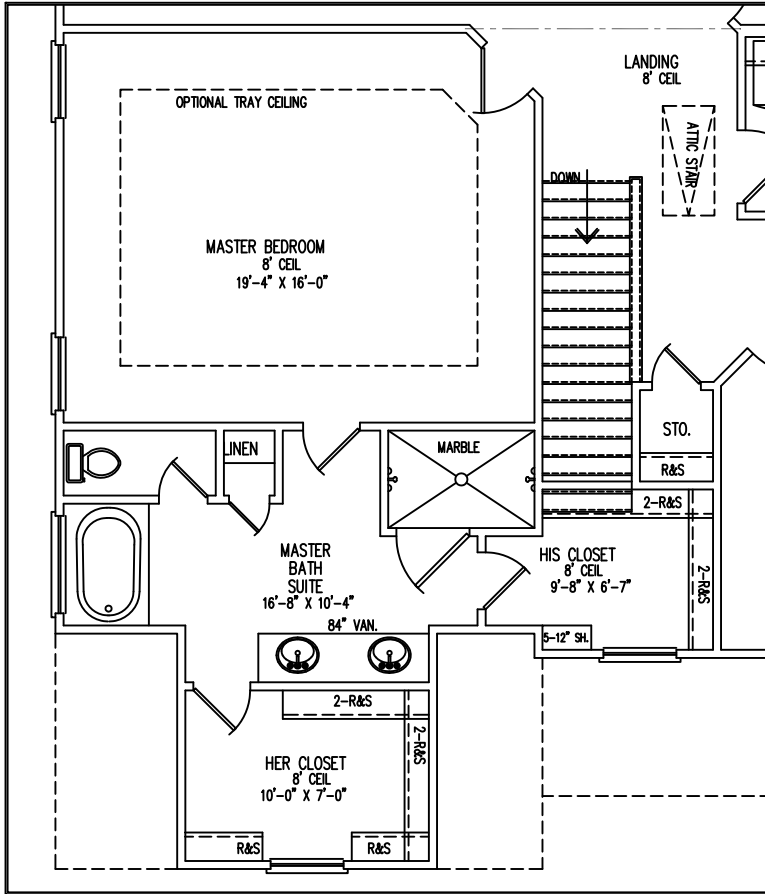 LANDING
8' CEIL
OPTIONAL TRAY CEILING
ATTIC STAIR
DOWN
MASTER BEDROOM
8' CEIL
19'-4" X 16'-0"
LINEN
MARBLE
STO.
R&S
2-R&S
HIS CLOSET
8' CEIL
9'-8" X 6'-7"
2-R&S
MASTER
BATH
SUITE
16'-8" X 10'-4"
84" VAN.
5-12" SH.
2-R&S
2-R&S
HER CLOSET
8' CEIL
10'-0" X 7'-0"
R&S
R&S